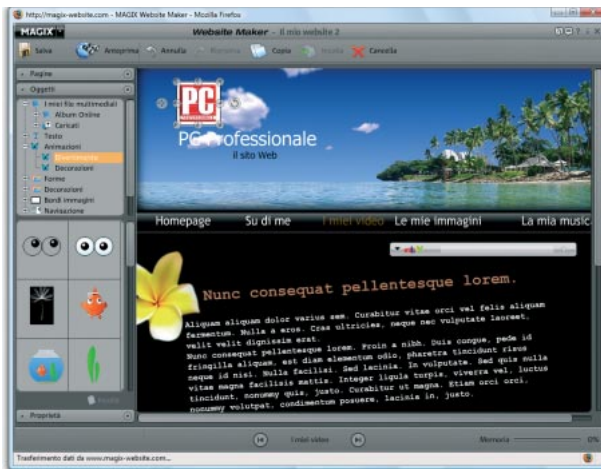 http://magix-website.com - MAGIX Website Maker - Mozilla Firefox
MAGIX
Website Maker - Il mio website 2
Salva Anteprima Annulla Ripristina Copia Incolla Cancella
Pagine
Oggetti
I miei file multimediali
Album Online
Caricati
Testo
Animazioni
Divertimento
Decorazioni
Forme
Decorazioni
Bordi immagini
Navigazione
PC
PC Professionale
il sito Web
Homepage Su di me I miei video Le mie immagini La mia music
Nunc consequat pellentesque lorem.
Aliquam aliquam dolor varius sem. Curabitur vitae orci vel felis aliquam
fermentum. Nulla a eros. Cras ultricies, neque nec vulputate laoreet,
velit velit dignissim erat.
Nunc consequat pellentesque lorem. Proin a nibh. Duis congue, pede id
fringilla aliquam, est diam elementum odio, pharetra tincidunt risus
neque id nisi. Nulla facilisi. Sed lacinia. In vulputate. Sed quis nulla
vitae magna facilisis mattis. Integer ligula turpis, viverra vel, luctus
tincidunt, nonummy quis, justo. Curabitur ut magna. Etiam orci orci,
nonummy volutpat, condimentum posuere, lacinia in, justo.
Proprietà
I miei video
Memoria 0%
Trasferimento dati da www.magix-website.com...